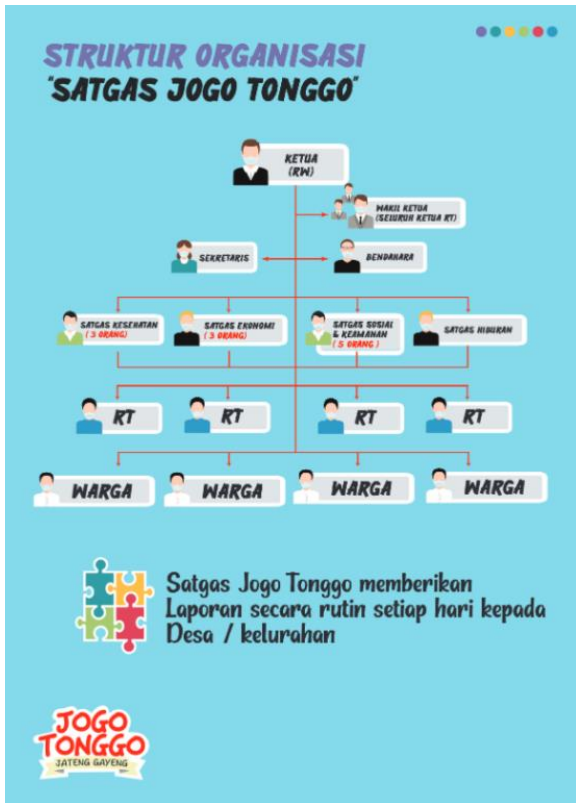 STRUKTUR ORGANISASI
"SATGAS JOGO TONGGO"
KETUA
(RW)
WAKIL KETUA
(SELURUH KETUA RT)
SEKRETARIS
BENDAHARA
SATGAS KESEHATAN
(3 ORANG)
SATGAS EKONOMI
(3 ORANG)
SATGAS SOSIAL
& KEAMANAN
(5 ORANG)
SATGAS HIBURAN
RT
RT
RT
RT
WARGA
WARGA
WARGA
WARGA
Satgas Jogo Tonggo memberikan
Laporan secara rutin setiap hari kepada
Desa / kelurahan
JOGO
TONGGO
JATENG GAYENG